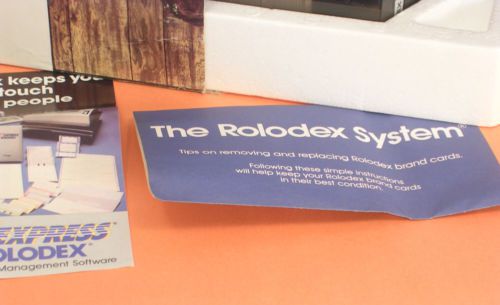 keeps you
touch
people
EXPRESS
ROLODEX®
Management Software
The Rolodex System®
Tips on removing and replacing Rolodex brand cards.
Following these simple instructions
will help keep your Rolodex brand cards
in their best condition.